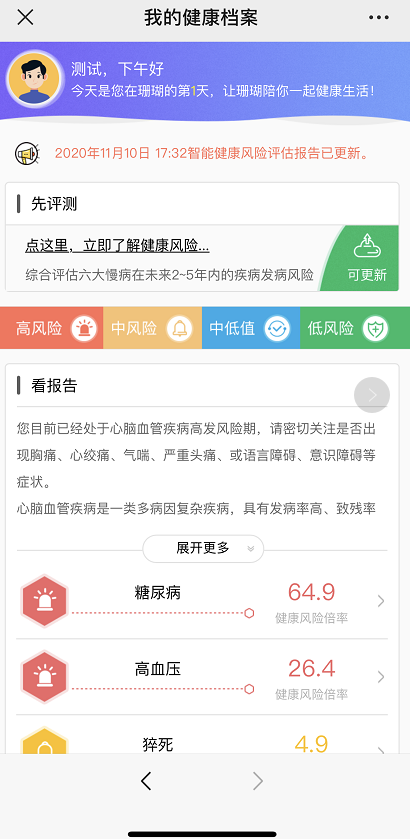 我的健康档案
测试，下午好
今天是您在珊瑚的第1天，让珊瑚陪你一起健康生活！
2020年11月10日 17:32智能健康风险评估报告已更新。
先评测
点这里，立即了解健康风险...
综合评估六大慢病在未来2~5年内的疾病发病风险
可更新
高风险 中风险 中低值 低风险
看报告
您目前已经处于心脑血管疾病高发风险期，请密切关注是否出
现胸痛、心绞痛、气喘、严重头痛、或语言障碍、意识障碍等
症状。
心脑血管疾病是一类多病因复杂疾病，具有发病率高、致残率
展开更多
糖尿病
64.9
健康风险倍率
高血压
26.4
健康风险倍率
猝死
4.9